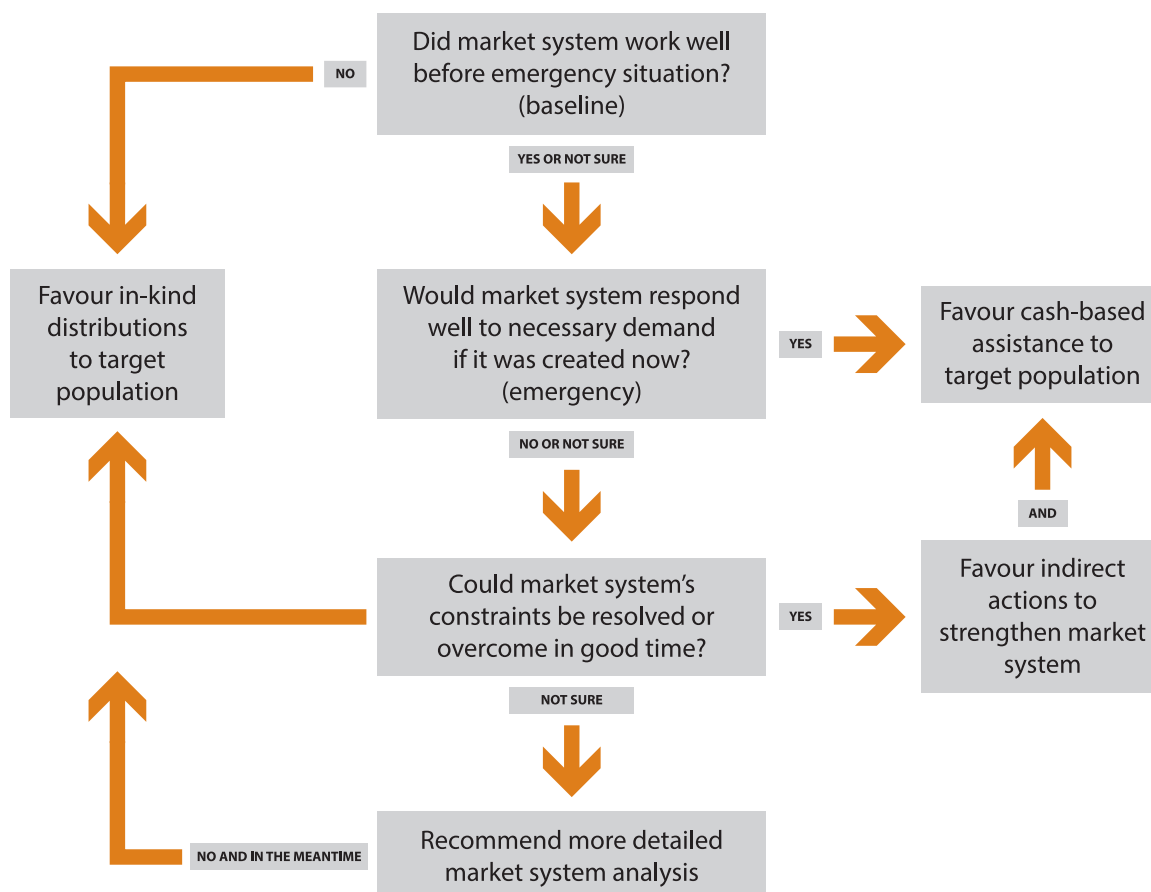 Did market system work well
before emergency situation?
(baseline)
NO
YES OR NOT SURE
Favour in-kind
distributions
to target
population
Would market system respond
well to necessary demand
if it was created now?
(emergency)
YES
Favour cash-based
assistance to
target population
NO OR NOT SURE
AND
Could market system's
constraints be resolved or
overcome in good time?
YES
Favour indirect
actions to
strengthen market
system
NOT SURE
NO AND IN THE MEANTIME
Recommend more detailed
market system analysis